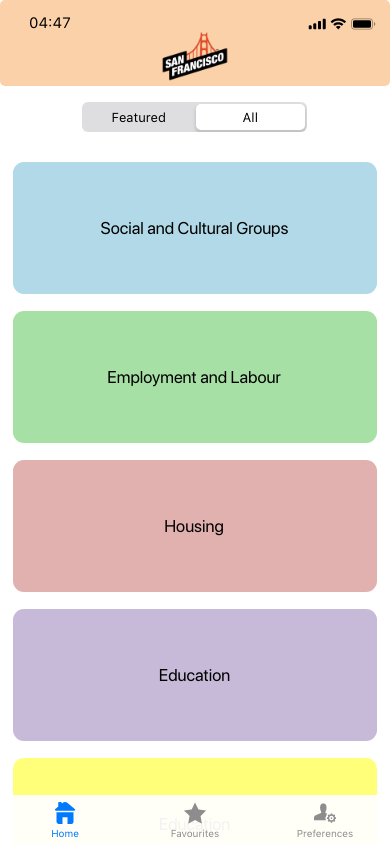 04:47
SAN
FRANCISCO
Featured
All
Social and Cultural Groups
Employment and Labour
Housing
Education
Education
Home
Favourites
Preferences